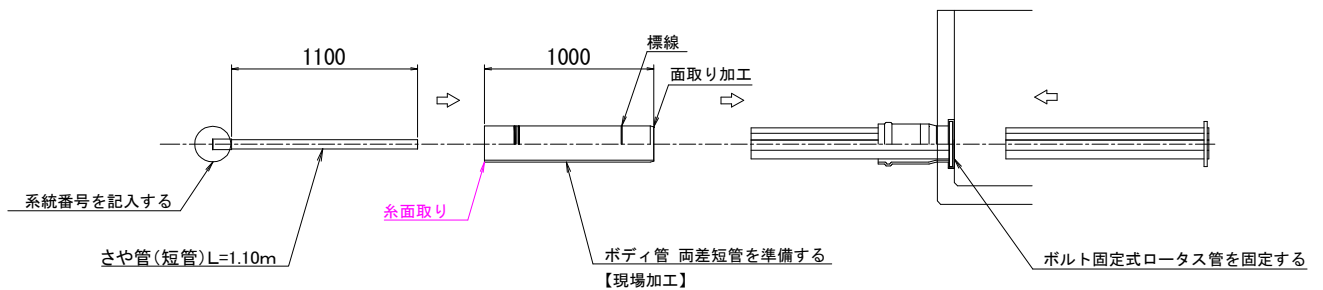 1100
1000
標線
面取り加工
系統番号を記入する
糸面取り
さや管(短管)L=1.10m
ボディ管 両差短管を準備する
【現場加工】
ボルト固定式ロータス管を固定する